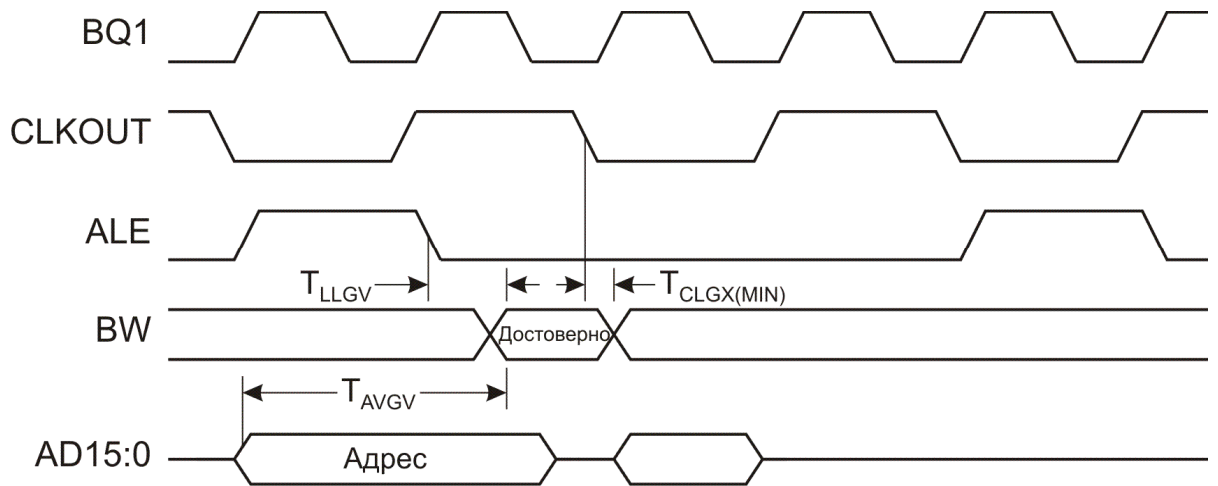 BQ1
CLKOUT
ALE
TLLGV
TCLGX(MIN)
BW
Достоверно
TAVGV
AD15:0
Адрес